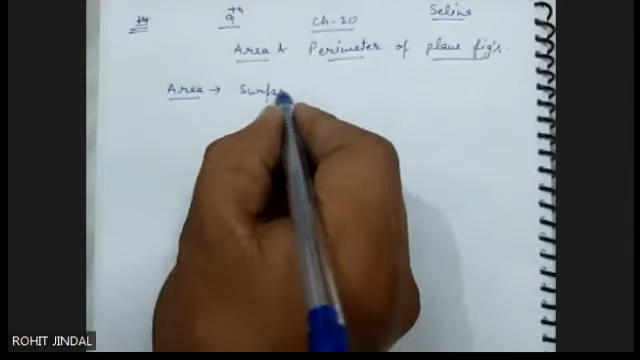 9th Ch-20 Selina
Area & Perimeter of plane fig's.
Area → Surfa
ROHIT JINDAL